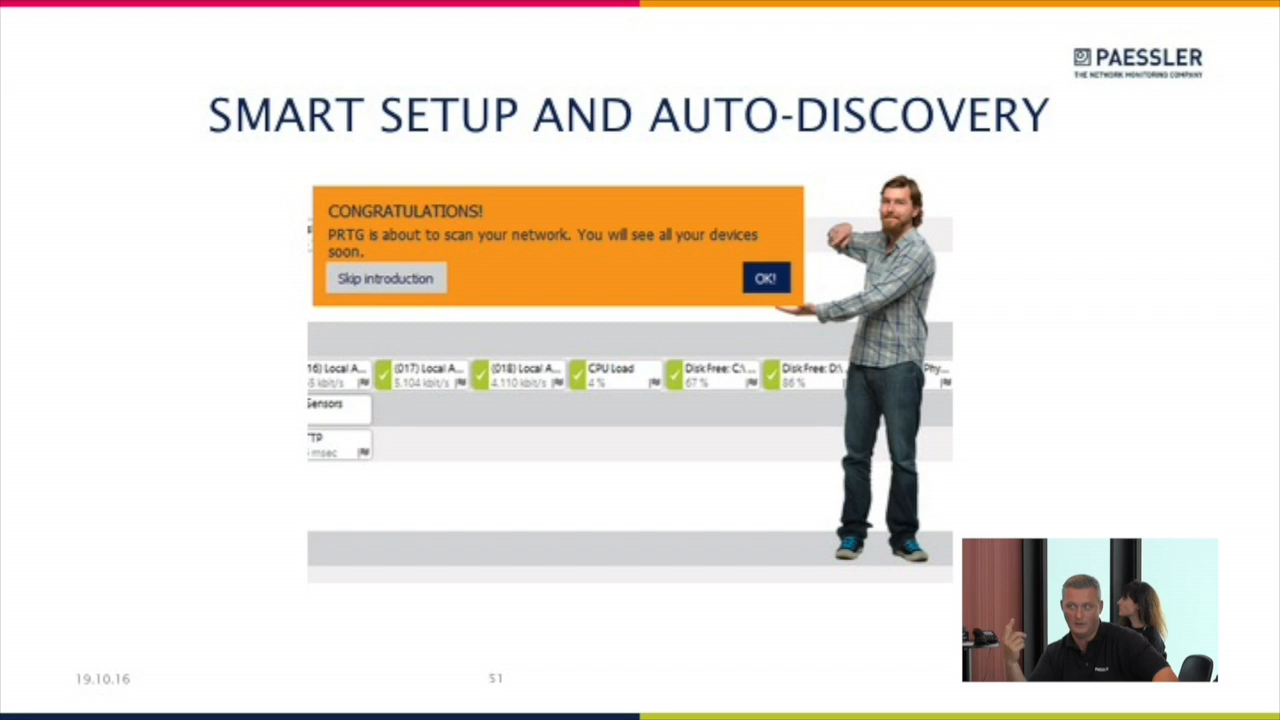 PAESSLER
THE NETWORK MONITORING COMPANY
SMART SETUP AND AUTO-DISCOVERY
CONGRATULATIONS!
PRTG is about to scan your network. You will see all your devices
soon.
Skip introduction
OK!
16) Local A...
(017) Local A...
(018) Local A...
CPU Load
Disk Free: C:\...
Disk Free: D:\
Phy...
kbit/s
5.104 kbit/s
4.110 kbit/s
4 %
67 %
86 %
Sensors
TP
msec
19.10.16
51